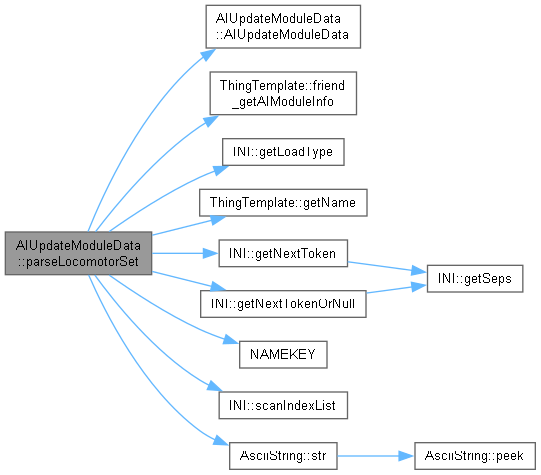 AIUpdateModuleData
::AIUpdateModuleData
ThingTemplate::friend
_getAIModuleInfo
INI::getLoadType
ThingTemplate::getName
AIUpdateModuleData
::parseLocomotorSet
INI::getNextToken
INI::getSeps
INI::getNextTokenOrNull
NAMEKEY
INI::scanIndexList
AsciiString::str
AsciiString::peek